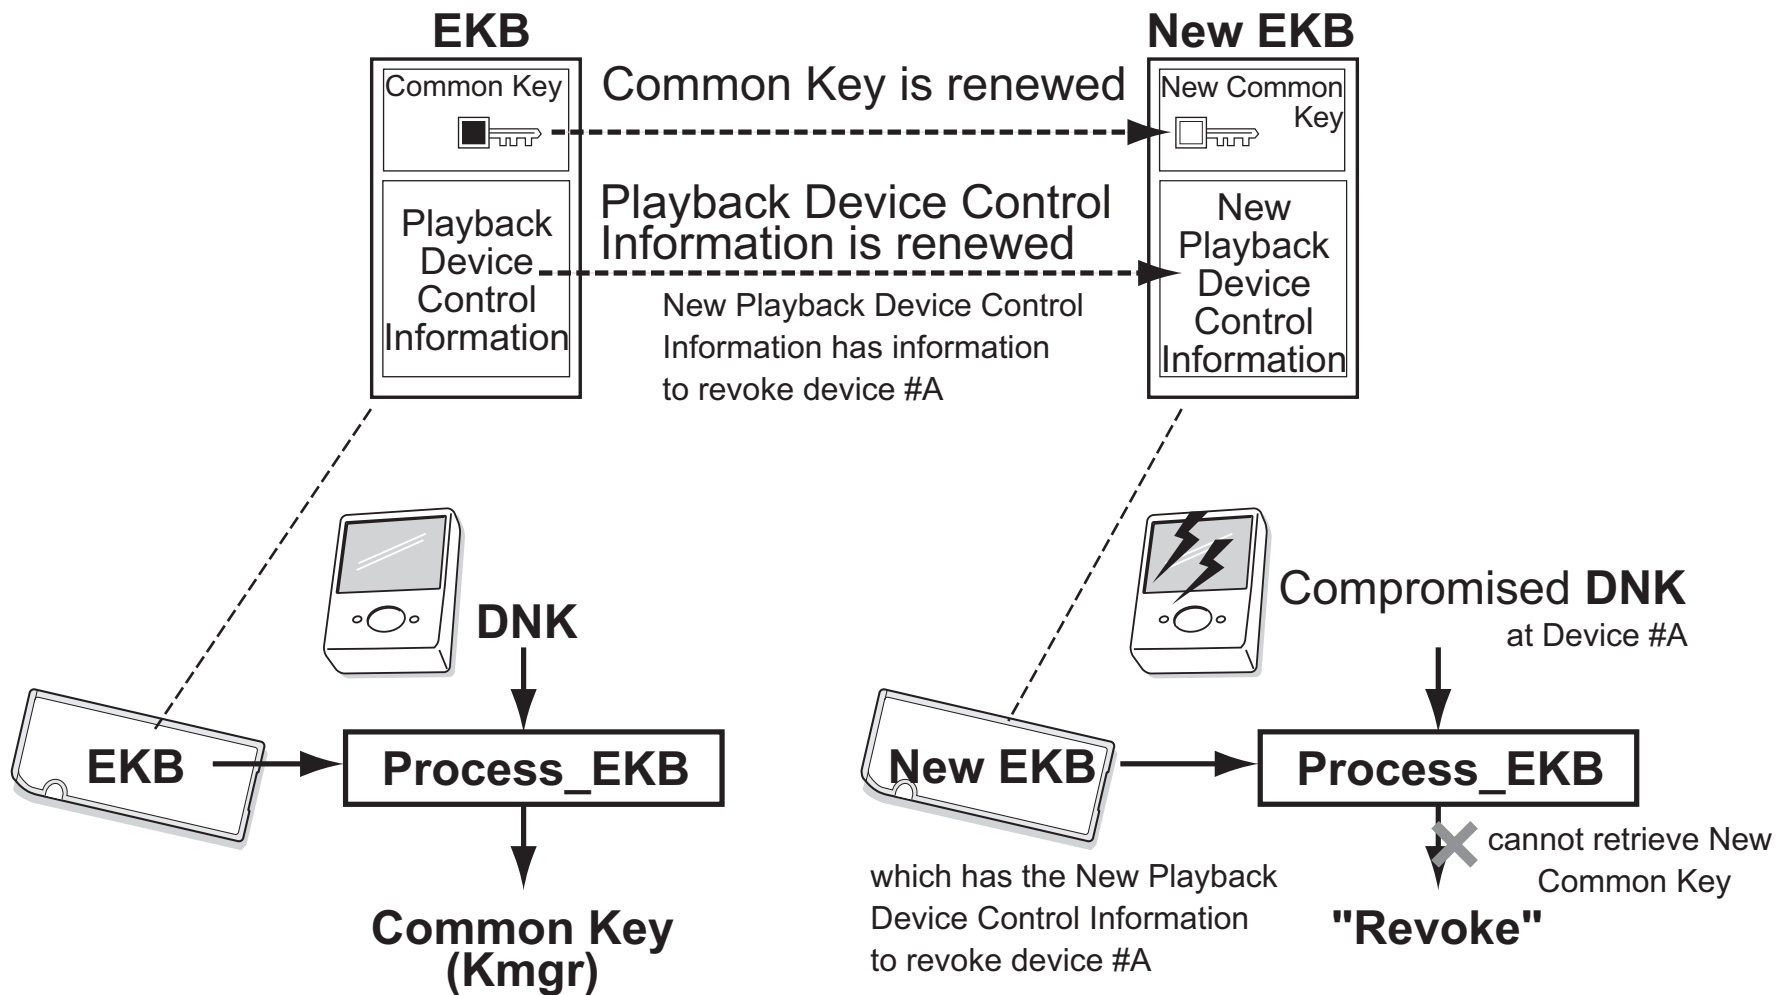 EKB
Common Key
Playback
Device
Control
Information
Common Key is renewed
Playback Device Control
Information is renewed
New Playback Device Control
Information has information
to revoke device #A
New EKB
New Common
Key
New
Playback
Device
Control
Information
DNK
EKB
Process_EKB
Common Key
(Kmgr)
Compromised DNK
at Device #A
New EKB
Process_EKB
cannot retrieve New
Common Key
which has the New Playback
Device Control Information
to revoke device #A
"Revoke"